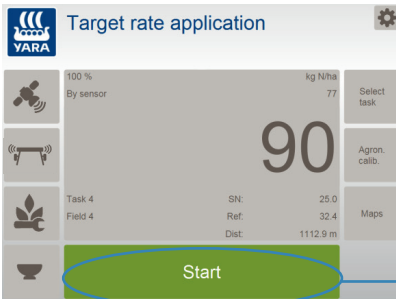 YARA
Target rate application
100 %
kg N/ha
By sensor
77
Select
task
90
Agron.
calib.
Task 4
SN:
25.0
Field 4
Ref:
32.4
Maps
Dist:
1112.9 m
Start